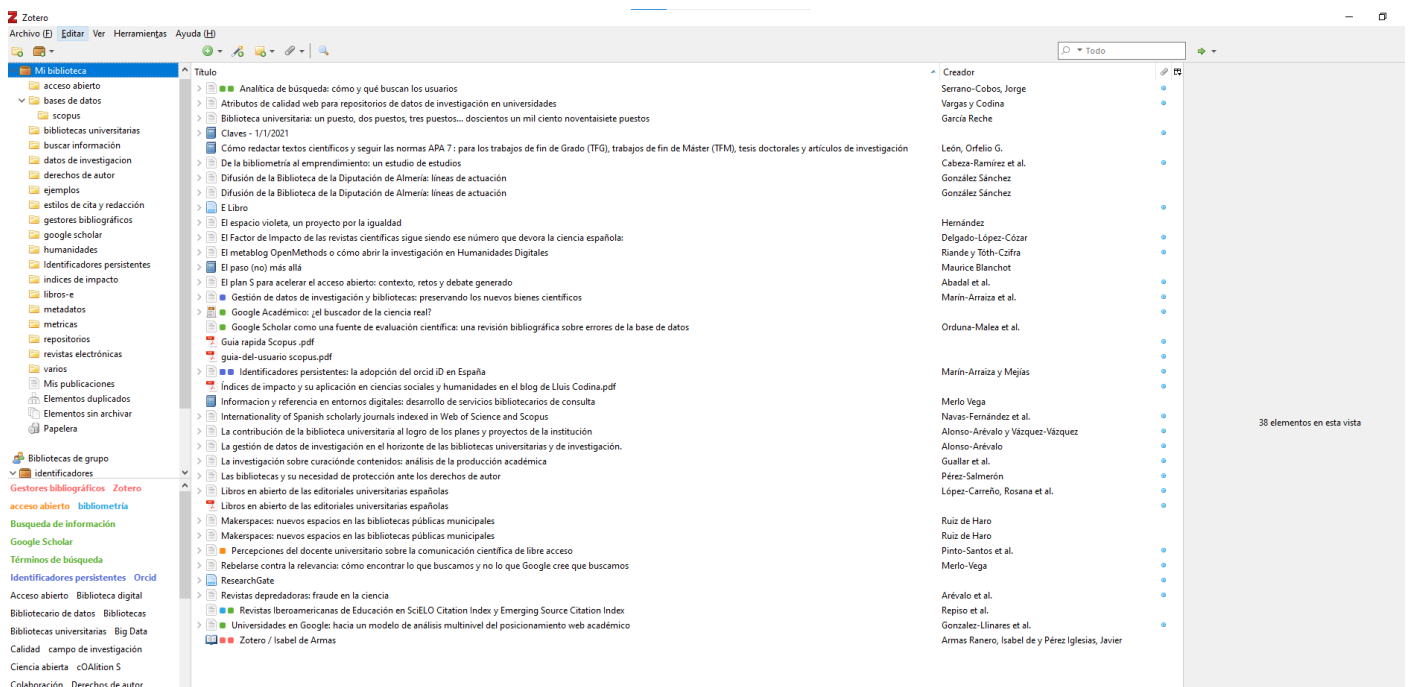 Zotero
Archivo (F) Editar Ver Herramientas Ayuda (H)
Todo
Mi biblioteca
acceso abierto
bases de datos
scopus
bibliotecas universitarias
buscar información
datos de investigacion
derechos de autor
ejemplos
estilos de cita y redacción
gestores bibliográficos
google scholar
humanidades
Identificadores persistentes
indices de impacto
libros-e
metadatos
metricas
repositorios
revistas electrónicas
varios
Mis publicaciones
Elementos duplicados
Elementos sin archivar
Papelera
Bibliotecas de grupo
identificadores
Gestores bibliográficos Zotero
acceso abierto bibliometría
Busqueda de información
Google Scholar
Términos de búsqueda
Identificadores persistentes Orcid
Acceso abierto Biblioteca digital
Bibliotecario de datos Bibliotecas
Bibliotecas universitarias Big Data
Calidad campo de investigación
Ciencia abierta cOAlition S
Colaboración Derechos de autor
Título Creador
Analítica de búsqueda: cómo y qué buscan los usuarios Serrano-Cobos, Jorge
Atributos de calidad web para repositorios de datos de investigación en universidades Vargas y Codina
Biblioteca universitaria: un puesto, dos puestos, tres puestos... doscientos un mil ciento noventaisiete puestos García Reche
Claves - 1/1/2021
Cómo redactar textos científicos y seguir las normas APA 7 : para los trabajos de fin de Grado (TFG), trabajos de fin de Máster (TFM), tesis doctorales y artículos de investigación León, Orfelio G.
De la bibliometría al emprendimiento: un estudio de estudios Cabeza-Ramírez et al.
Difusión de la Biblioteca de la Diputación de Almería: líneas de actuación González Sánchez
Difusión de la Biblioteca de la Diputación de Almería: líneas de actuación González Sánchez
E Libro
El espacio violeta, un proyecto por la igualdad Hernández
El Factor de Impacto de las revistas científicas sigue siendo ese número que devora la ciencia española: Delgado-López-Cózar
El metablog OpenMethods o cómo abrir la investigación en Humanidades Digitales Riande y Tóth-Czifra
El paso (no) más allá Maurice Blanchot
El plan S para acelerar el acceso abierto: contexto, retos y debate generado Abadal et al.
Gestión de datos de investigación y bibliotecas: preservando los nuevos bienes científicos Marín-Arraiza et al.
Google Académico: ¿el buscador de la ciencia real?
Google Scholar como una fuente de evaluación científica: una revisión bibliográfica sobre errores de la base de datos Orduna-Malea et al.
Guia rapida Scopus .pdf
guia-del-usuario scopus.pdf
Identificadores persistentes: la adopción del orcid iD en España Marín-Arraiza y Mejías
Índices de impacto y su aplicación en ciencias sociales y humanidades en el blog de Lluis Codina.pdf
Informacion y referencia en entornos digitales: desarrollo de servicios bibliotecarios de consulta Merlo Vega
Internationality of Spanish scholarly journals indexed in Web of Science and Scopus Navas-Fernández et al.
La contribución de la biblioteca universitaria al logro de los planes y proyectos de la institución Alonso-Arévalo y Vázquez-Vázquez
La gestión de datos de investigación en el horizonte de las bibliotecas universitarias y de investigación. Alonso-Arévalo
La investigación sobre curaciónde contenidos: análisis de la producción académica Guallar et al.
Las bibliotecas y su necesidad de protección ante los derechos de autor Pérez-Salmerón
Libros en abierto de las editoriales universitarias españolas López-Carreño, Rosana et al.
Libros en abierto de las editoriales universitarias españolas
Makerspaces: nuevos espacios en las bibliotecas públicas municipales Ruiz de Haro
Makerspaces: nuevos espacios en las bibliotecas públicas municipales Ruiz de Haro
Percepciones del docente universitario sobre la comunicación científica de libre acceso Pinto-Santos et al.
Rebelarse contra la relevancia: cómo encontrar lo que buscamos y no lo que Google cree que buscamos Merlo-Vega
ResearchGate
Revistas depredadoras: fraude en la ciencia Arévalo et al.
Revistas Iberoamericanas de Educación en SciELO Citation Index y Emerging Source Citation Index Repiso et al.
Universidades en Google: hacia un modelo de análisis multinivel del posicionamiento web académico Gonzalez-Llinares et al.
Zotero / Isabel de Armas Armas Ranero, Isabel de y Pérez Iglesias, Javier
38 elementos en esta vista